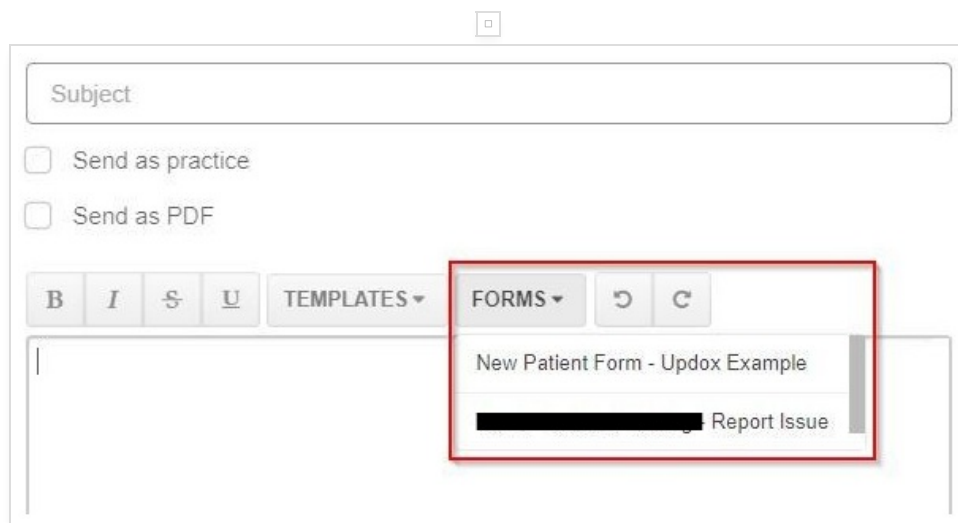 Subject
Send as practice
Send as PDF
B I S U TEMPLATES FORMS
New Patient Form - Updox Example
- Report Issue